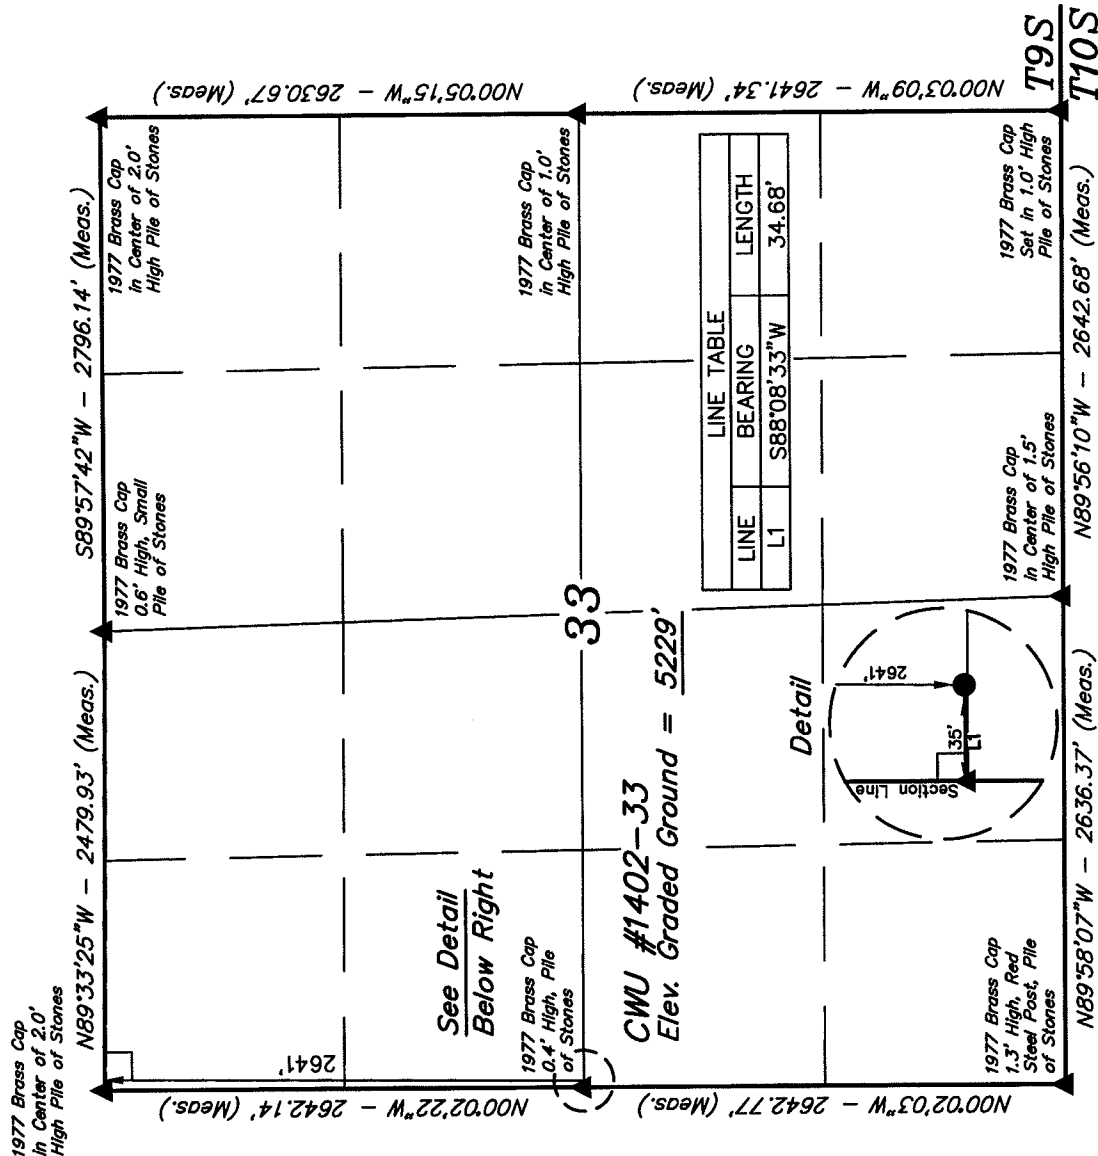 1977 Brass Cap
in Center of 2.0'
High Pile of Stones
N89°33'25"W - 2479.93' (Meas.)
S89°57'42"W - 2796.14' (Meas.)
1977 Brass Cap
0.6' High, Small
Pile of Stones
1977 Brass Cap
in Center of 2.0'
High Pile of Stones
N00°02'22"W - 2642.14' (Meas.)
2641'
N00°05'15"W - 2630.67' (Meas.)
See Detail
Below Right
1977 Brass Cap
0.4' High, Pile
of Stones
33
1977 Brass Cap
in Center of 1.0'
High Pile of Stones
CWU #1402-33
Elev. Graded Ground = 5229'
LINE TABLE
LINE BEARING LENGTH
L1 S88°08'33"W 34.68'
N00°02'03"W - 2642.77' (Meas.)
N00°03'09"W - 2641.34' (Meas.)
Detail
2641'
Section Line
35'
L1
1977 Brass Cap
1.3' High, Red
Steel Post, Pile
of Stones
1977 Brass Cap
in Center of 1.5'
High Pile of Stones
1977 Brass Cap
Set in 1.0' High
Pile of Stones
N89°58'07"W - 2636.37' (Meas.)
N89°56'10"W - 2642.68' (Meas.)
T9S
T10S